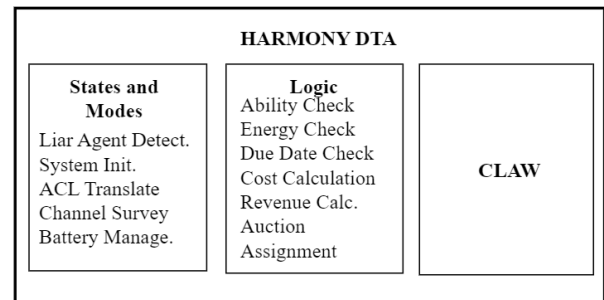 HARMONY DTA
States and
Modes
Liar Agent Detect.
System Init.
ACL Translate
Channel Survey
Battery Manage.
Logic
Ability Check
Energy Check
Due Date Check
Cost Calculation
Revenue Calc.
Auction
Assignment
CLAW